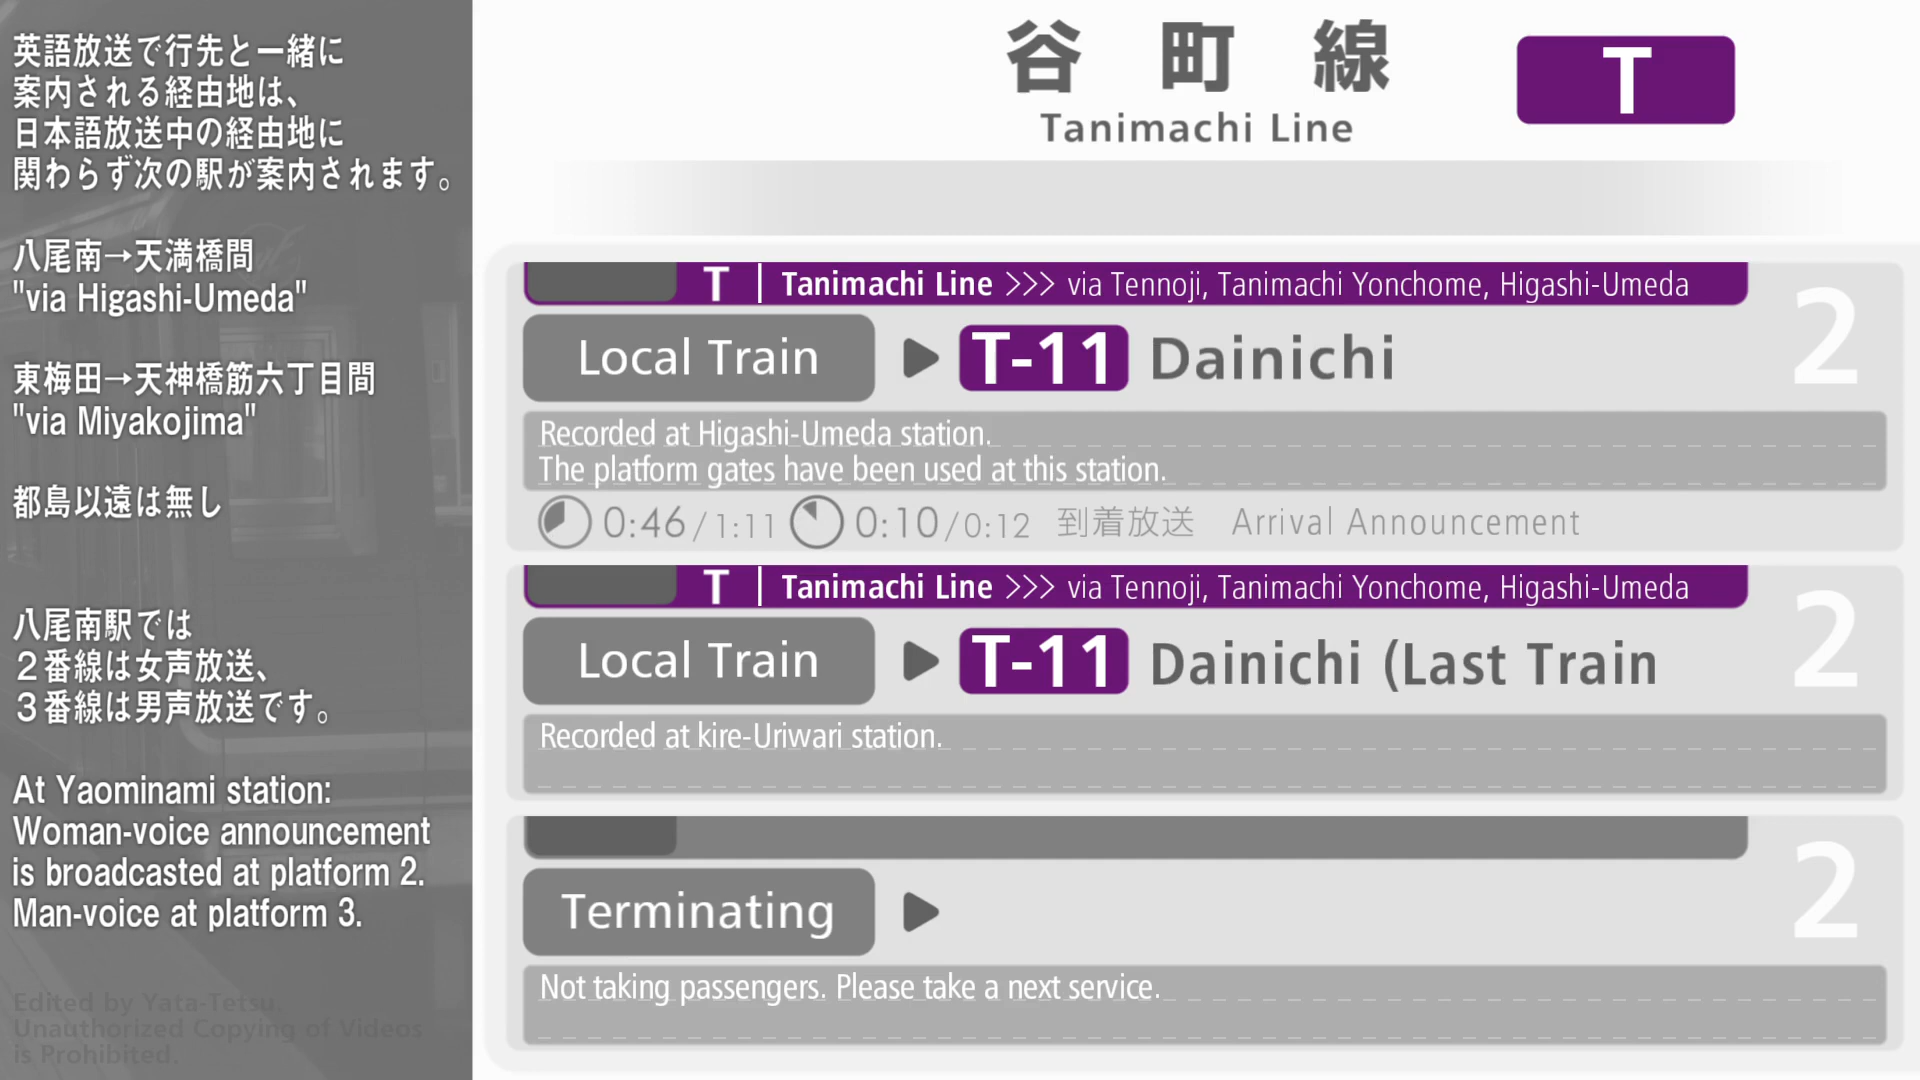 英語放送で行先と一緒に
案内される経由地は、
日本語放送中の経由地に
関わらず次の駅が案内されます。
八尾南→天満橋間
"via Higashi-Umeda"
東梅田→天神橋筋六丁目間
"via Miyakojima"
都島以遠は無し
八尾南駅では
２番線は女声放送、
３番線は男声放送です。
At Yaominami station:
Woman-voice announcement
is broadcasted at platform 2.
Man-voice at platform 3.
Edited by Yata-Tetsu.
Unauthorized Copying of Videos
is Prohibited.
谷町線
Tanimachi Line
T
T | Tanimachi Line >>> via Tennoji, Tanimachi Yonchome, Higashi-Umeda
2
Local Train ▶ T-11 Dainichi
Recorded at Higashi-Umeda station.
The platform gates have been used at this station.
0:46/1:11 0:10/0:12 到着放送 Arrival Announcement
T | Tanimachi Line >>> via Tennoji, Tanimachi Yonchome, Higashi-Umeda
2
Local Train ▶ T-11 Dainichi (Last Train
Recorded at kire-Uriwari station.
2
Terminating ▶
Not taking passengers. Please take a next service.